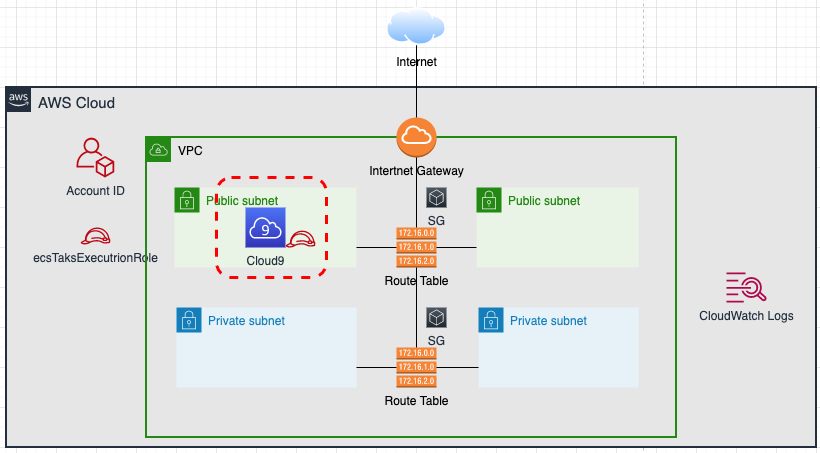 Internet
aws
AWS Cloud
VPC
Account ID
Intertnet Gateway
Public subnet
SG
Public subnet
9
172.16.0.0
172.16.1.0
172.16.2.0
ecsTaksExecutrionRole
Cloud9
Route Table
CloudWatch Logs
Private subnet
SG
Private subnet
172.16.0.0
172.16.1.0
172.16.2.0
Route Table